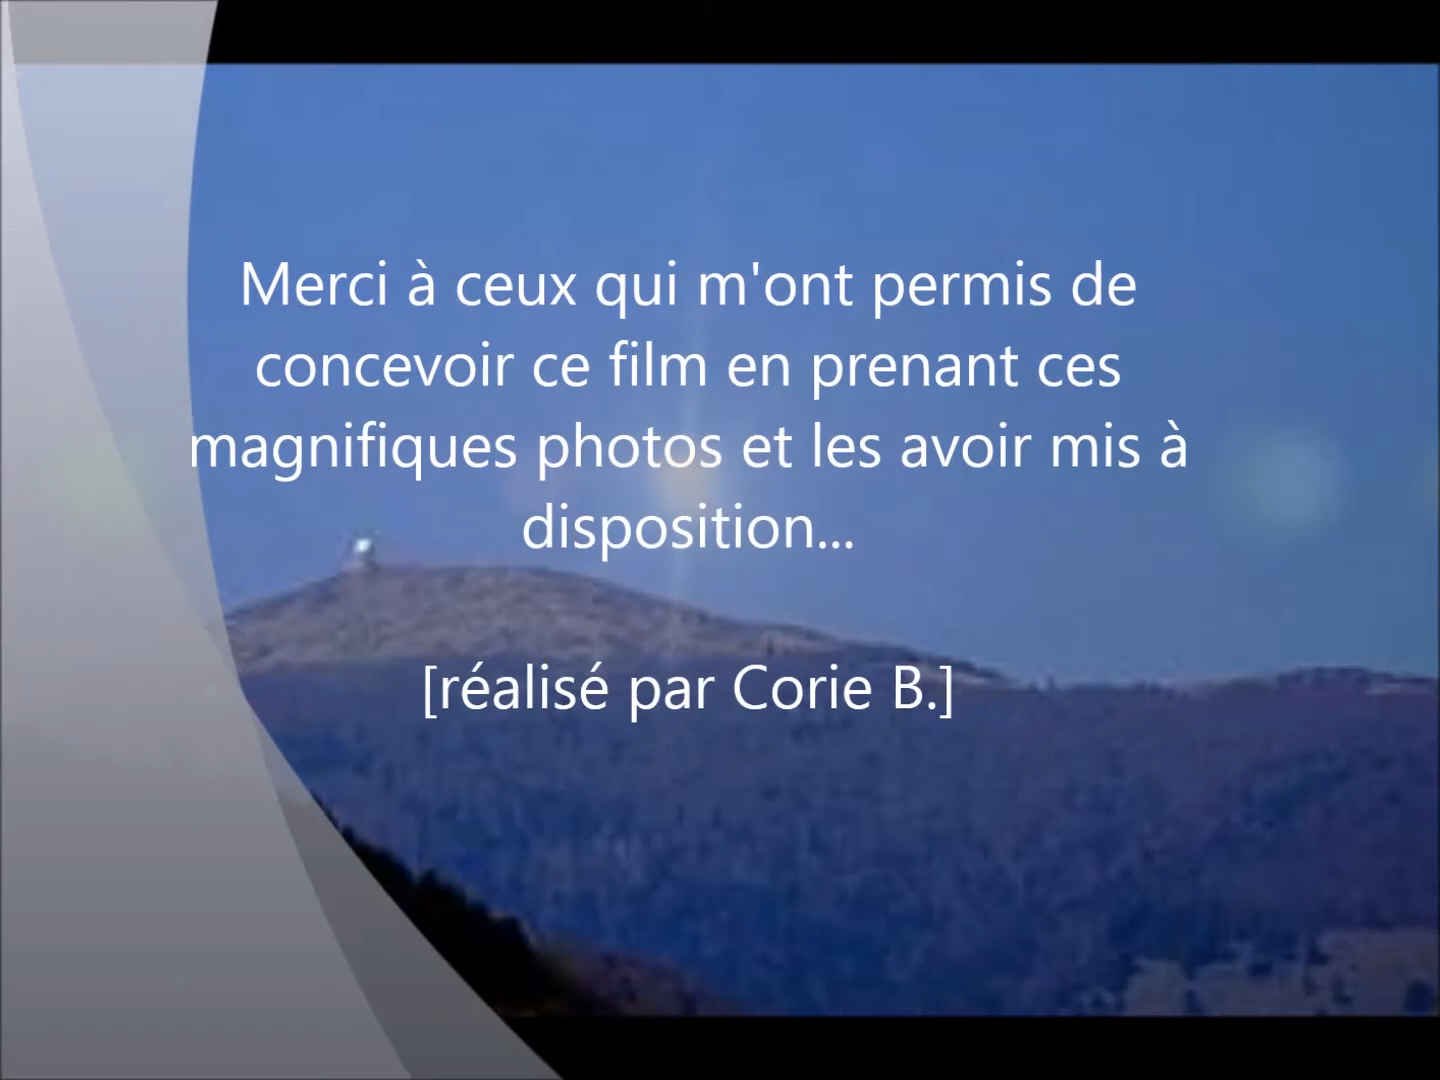 Merci à ceux qui m'ont permis de
concevoir ce film en prenant ces
magnifiques photos et les avoir mis à
disposition...
[réalisé par Corie B.]